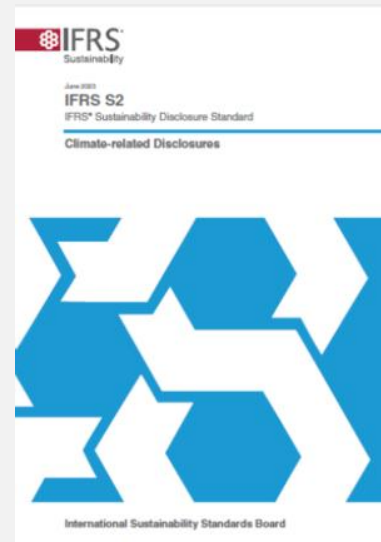 IFRS
Sustainability
June 2023
IFRS S2
IFRS® Sustainability Disclosure Standard
Climate-related Disclosures
International Sustainability Standards Board